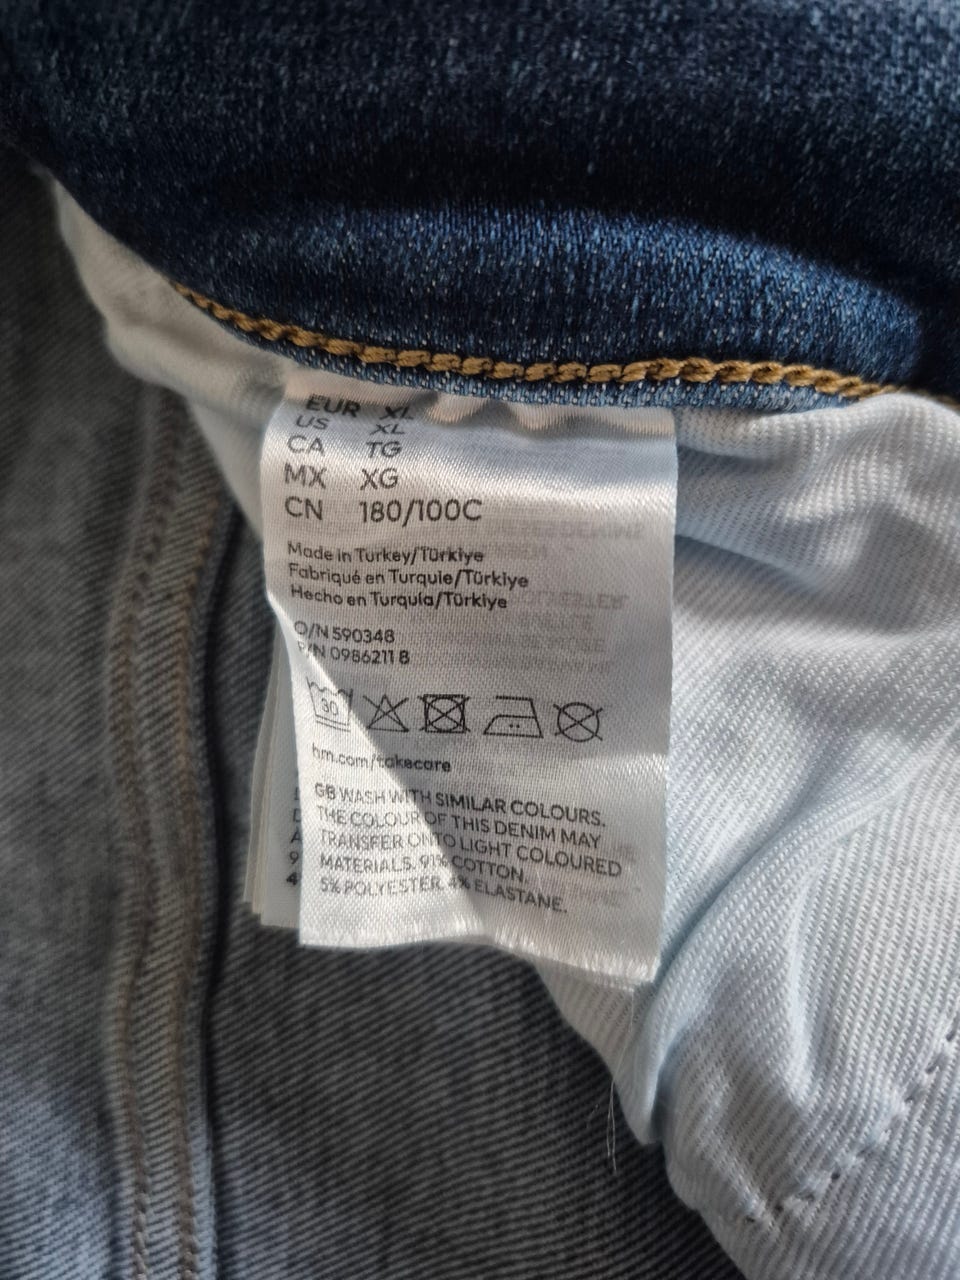 EUR XL
US XL
CA TG
MX XG
CN 180/100C
Made in Turkey/Türkiye
Fabriqué en Turquie/Türkiye
Hecho en Turquía/Türkiye
O/N 590348
P/N 0986211 8
30
hm.com/takecare
GB WASH WITH SIMILAR COLOURS.
THE COLOUR OF THIS DENIM MAY
TRANSFER ONTO LIGHT COLOURED
MATERIALS. 91% COTTON,
5% POLYESTER, 4% ELASTANE.